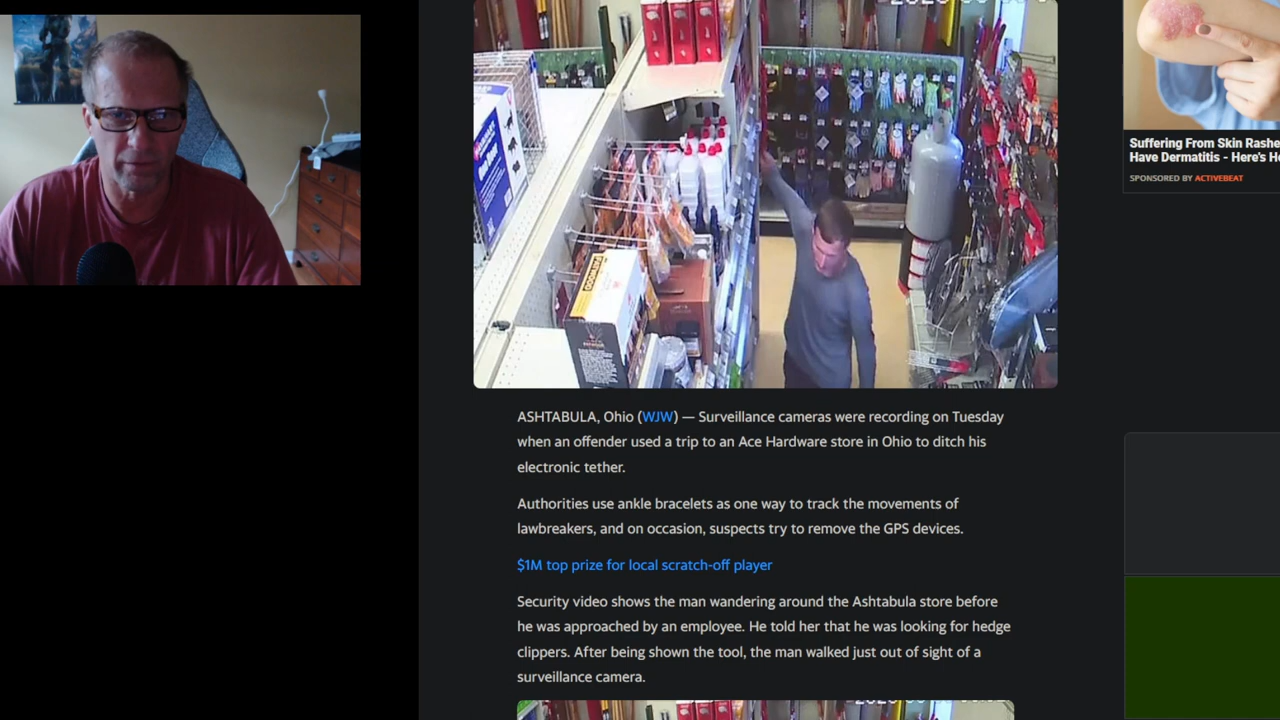 ASHTABULA, Ohio (WJW) — Surveillance cameras were recording on Tuesday
when an offender used a trip to an Ace Hardware store in Ohio to ditch his
electronic tether.
Authorities use ankle bracelets as one way to track the movements of
lawbreakers, and on occasion, suspects try to remove the GPS devices.
$1M top prize for local scratch-off player
Security video shows the man wandering around the Ashtabula store before
he was approached by an employee. He told her that he was looking for hedge
clippers. After being shown the tool, the man walked just out of sight of a
surveillance camera.
Suffering From Skin Rashe
Have Dermatitis - Here's
SPONSORED BY ACTIVEBEAT